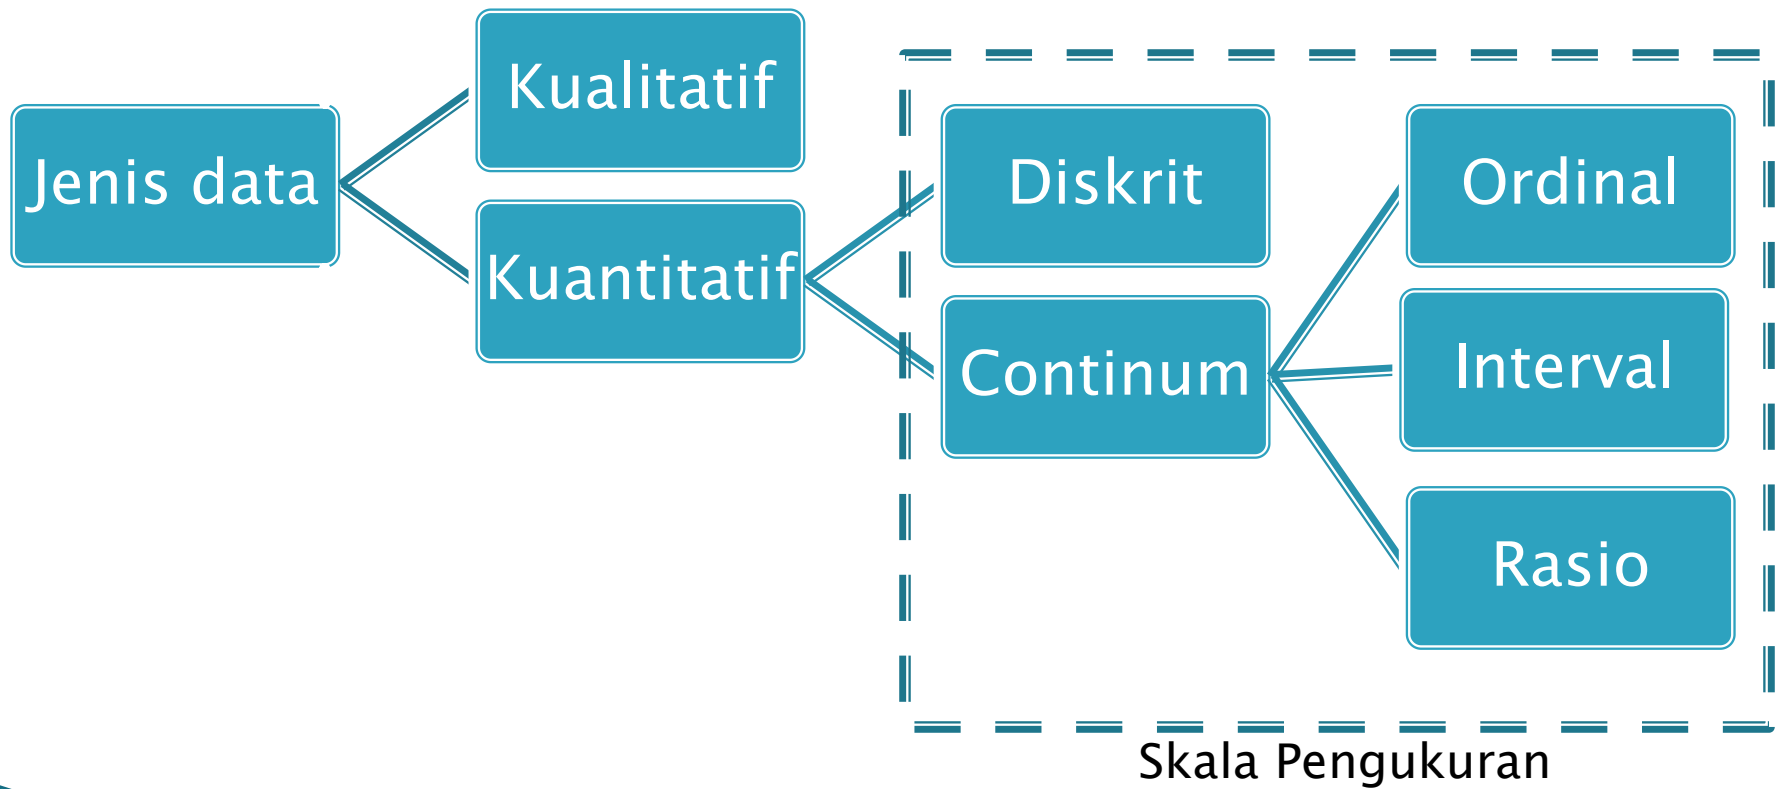 Jenis data
Kualitatif
Kuantitatif
Diskrit
Continum
Ordinal
Interval
Rasio
Skala Pengukuran